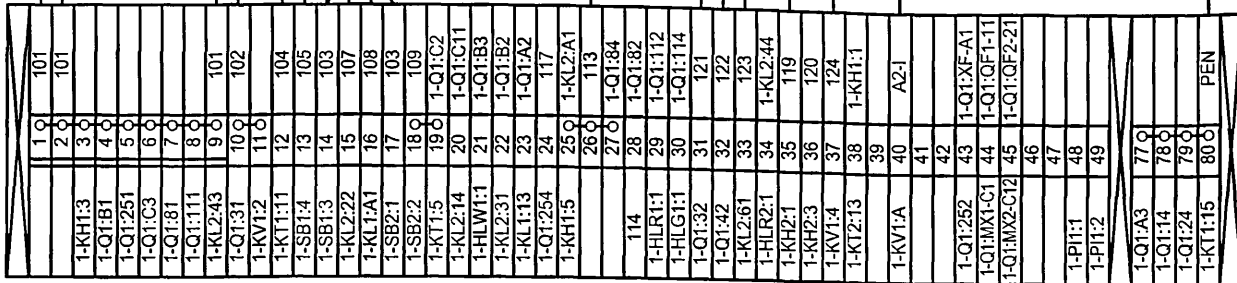 1 101
2 101
1-KH1:3 3
1-Q1:B1 4
1-Q1:251 5
1-Q1:C3 6
1-Q1:81 7
1-Q1:111 8
1-KL2:43 9 101
1-Q1:31 10 102
1-KV1:2 11
1-KT1:11 12 104
1-SB1:4 13 105
1-SB1:3 14 103
1-KL2:22 15 107
1-KL1:A1 16 108
1-SB2:1 17 103
1-SB2:2 18 109
1-KT1:5 19 1-Q1:C2
1-KL2:14 20 1-Q1:C11
1-HLW1:1 21 1-Q1:B3
1-KL2:31 22 1-Q1:B2
1-KL1:13 23 1-Q1:A2
1-Q1:254 24 117
1-KH1:5 25 1-KL2:A1
26 113
27 1-Q1:84
114 28 1-Q1:82
1-HLR1:1 29 1-Q1:112
1-HLG1:1 30 1-Q1:114
1-Q1:32 31 121
1-Q1:42 32 122
1-KL2:61 33 123
1-HLR2:1 34 1-KL2:44
1-KH2:1 35 119
1-KH2:3 36 120
1-KV1:4 37 124
1-KT2:13 38 1-KH1:1
39
1-KV1:A 40 A2-I
41
42
1-Q1:252 43 1-Q1:XF-A1
1-Q1:MX1-C1 44 1-Q1:QF1-11
1-Q1:MX2-C12 45 1-Q1:QF2-21
46
47
1-PI1:1 48
1-PI1:2 49
1-Q1:A3 77
1-Q1:14 78
1-Q1:24 79
1-KT1:15 80 PEN